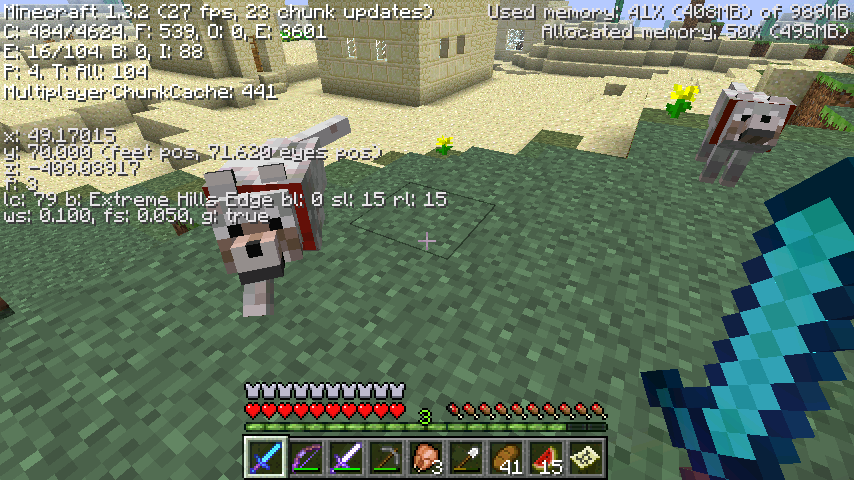 Minecraft 1.3.2 (27 fps, 23 chunk updates)
Used memory: 41% (409MB) of 989MB
C: 484/4624, F: 539, O: 0, E: 3601
Allocated memory: 50% (495MB)
E: 16/104, B: 0, I: 88
P: 4, T: All: 104
MultiplayerChunkCache: 441
x: 49.17015
y: 70.000 (feet pos, 71.620 eyes pos)
z: -409.08917
f: 3
lc: 79 b: Extreme Hills Edge bl: 0 sl: 15 rl: 15
ws: 0.100, fs: 0.050, g: true
8
3
41
15